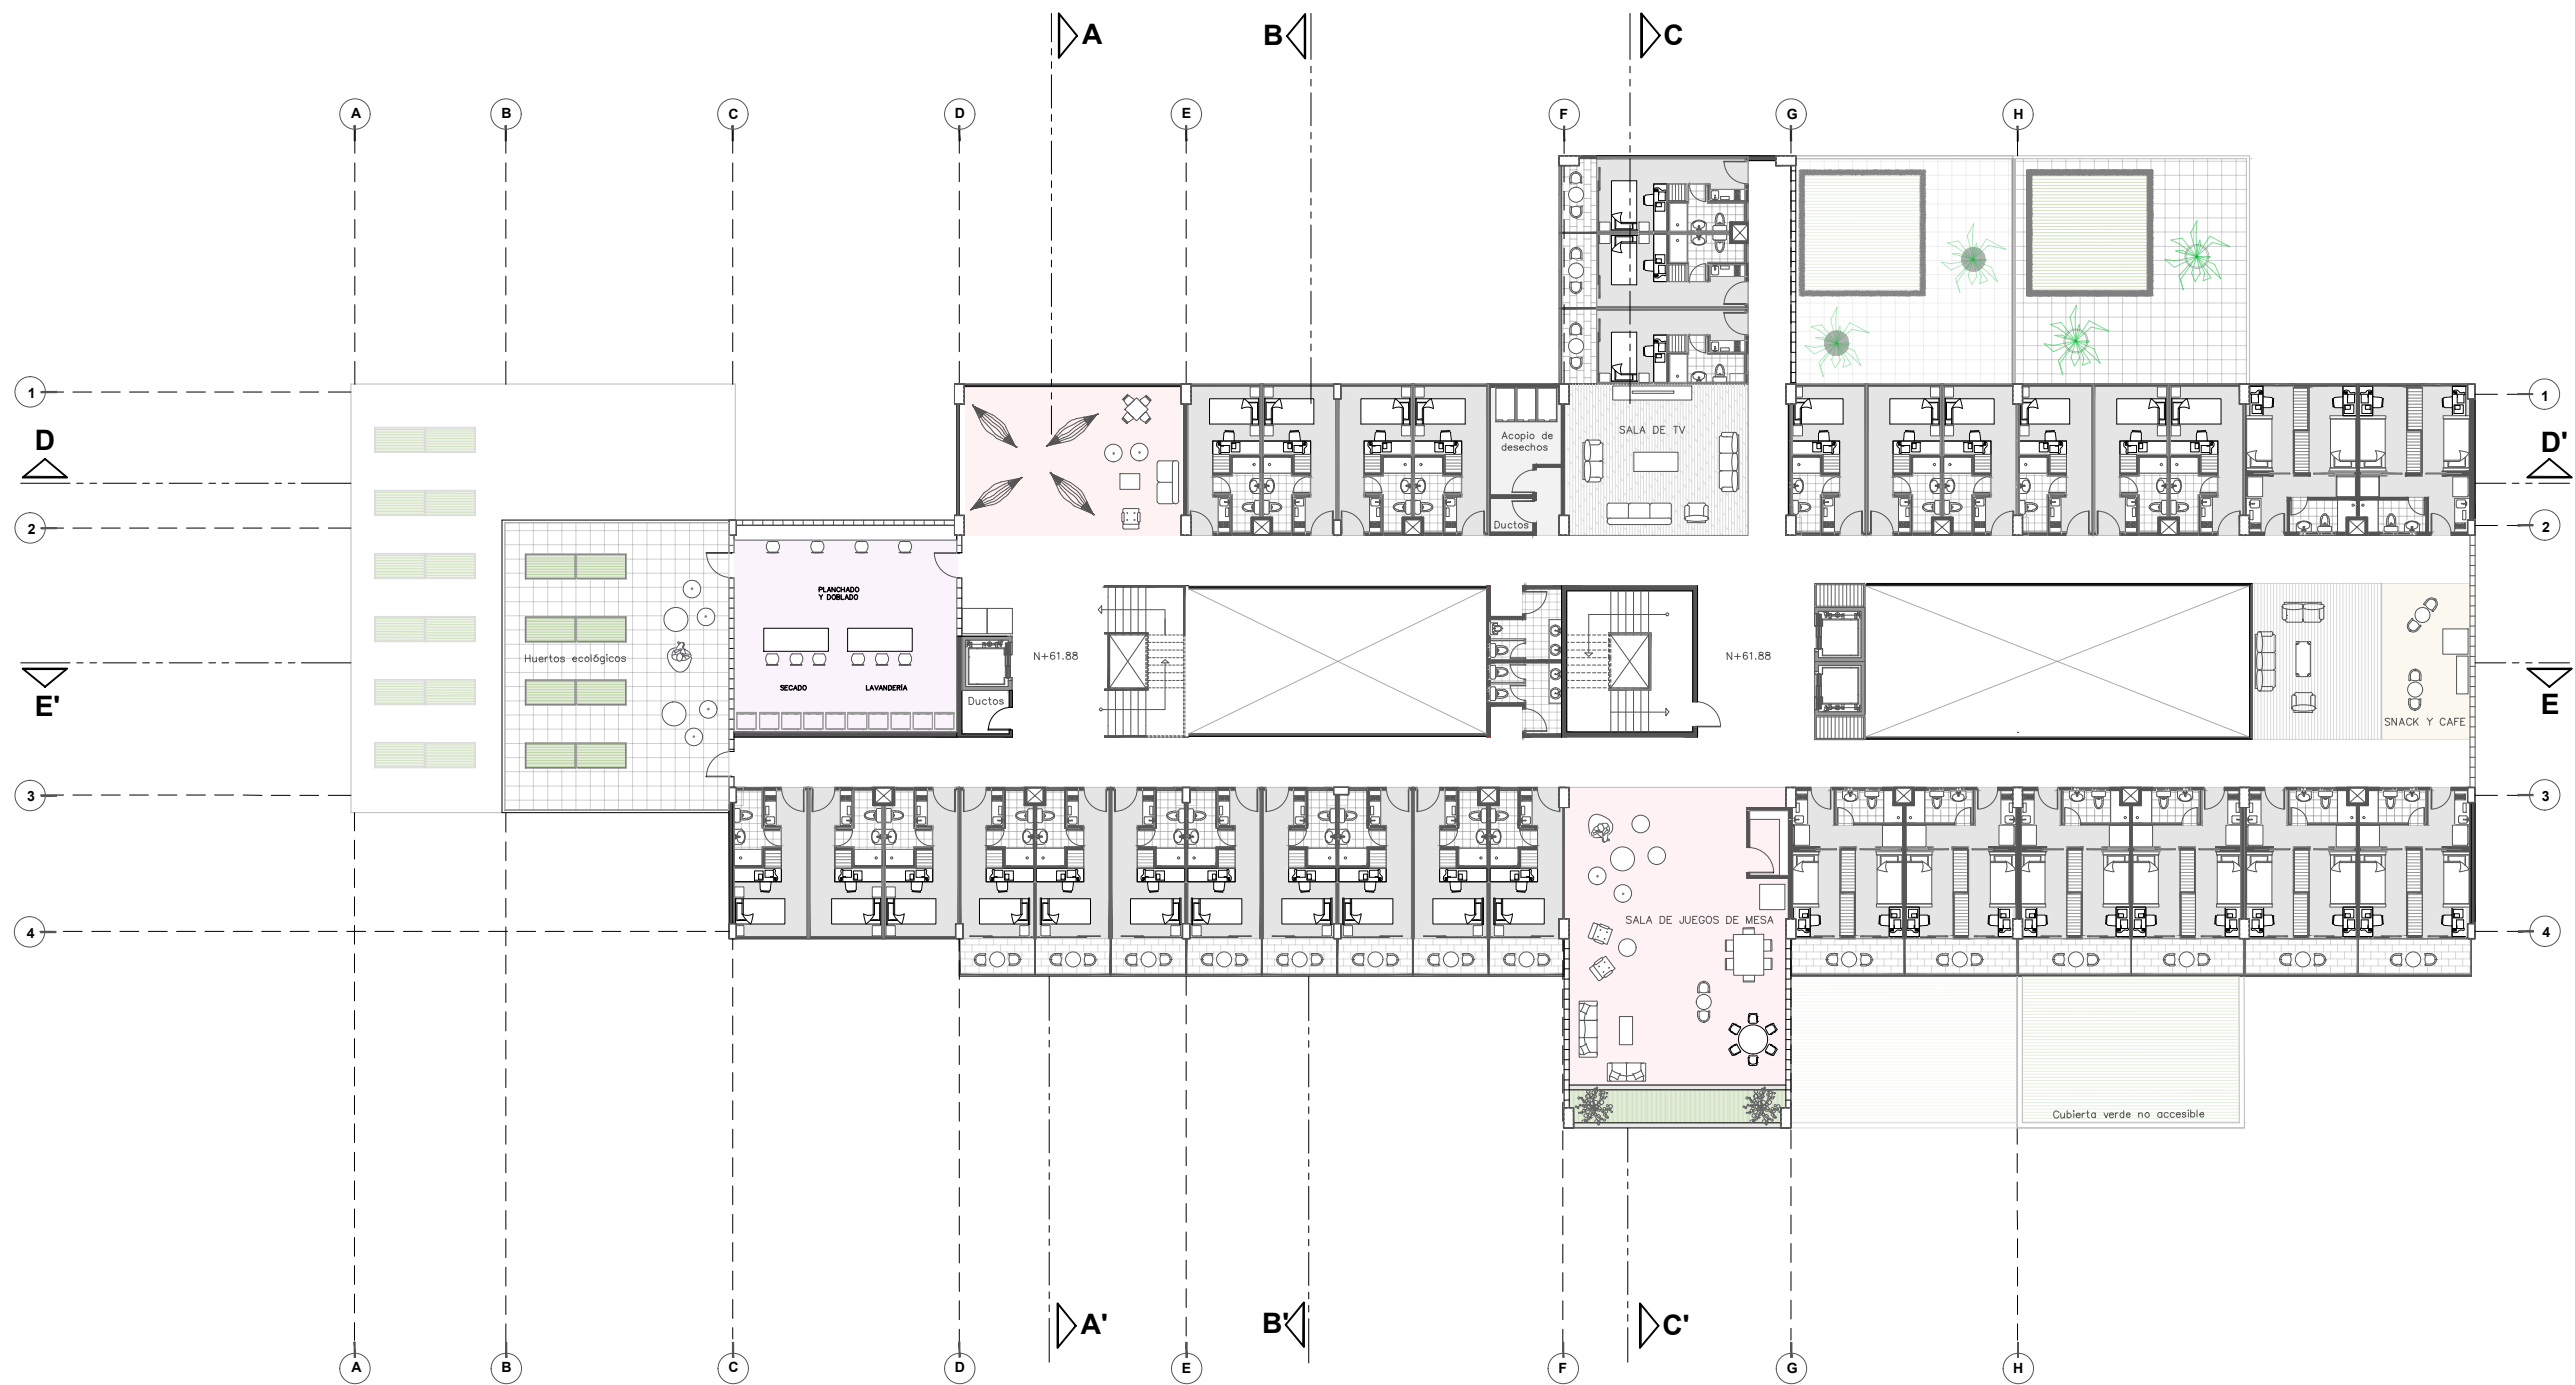 A
B
C
A
B
C
D
E
F
G
H
1
1
D
D'
SALA DE TV
Acopio de
desechos
2
2
Ductos
PLANCHADO
Y DOBLADO
Huertos ecológicos
N+61.88
N+61.88
SECADO
LAVANDERÍA
Ductos
E'
E
SNACK Y CAFE
3
3
SALA DE JUEGOS DE MESA
4
4
Cubierta verde no accesible
A'
B'
C'
A
B
C
D
E
F
G
H